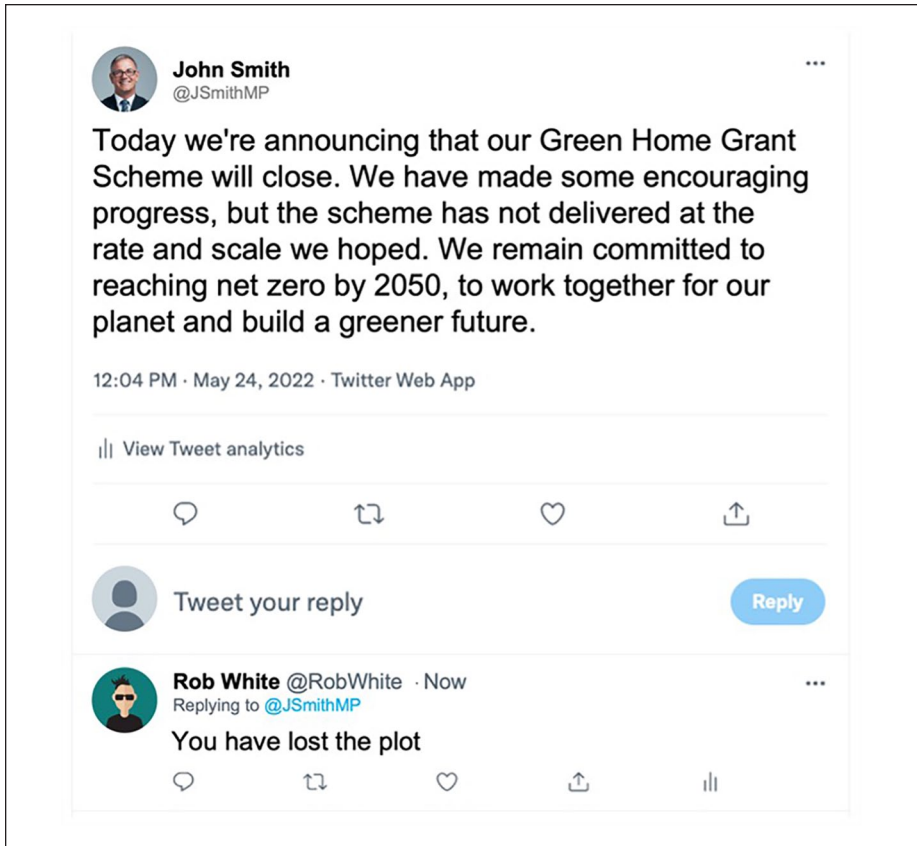 John Smith
@JSmithMP
Today we're announcing that our Green Home Grant
Scheme will close. We have made some encouraging
progress, but the scheme has not delivered at the
rate and scale we hoped. We remain committed to
reaching net zero by 2050, to work together for our
planet and build a greener future.
12:04 PM · May 24, 2022 · Twitter Web App
View Tweet analytics
Tweet your reply
Reply
Rob White @RobWhite · Now
Replying to @JSmithMP
You have lost the plot